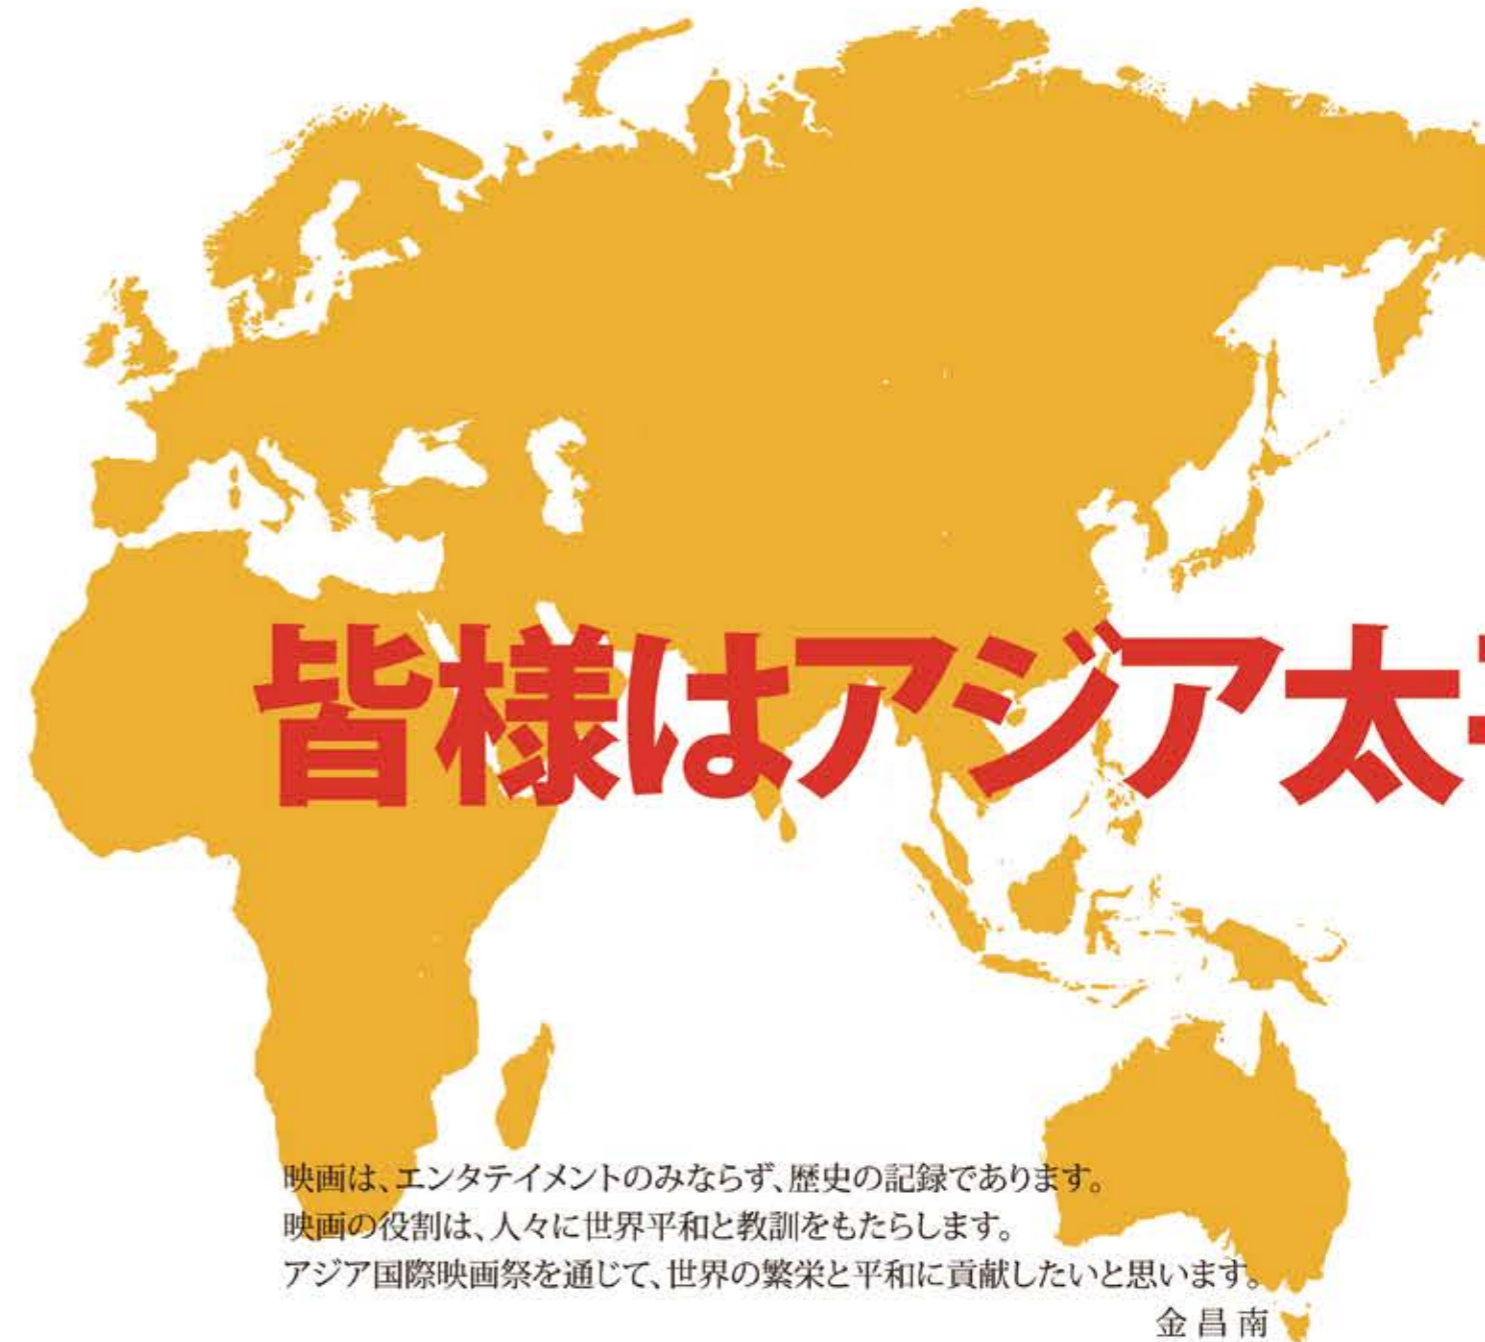 皆様はアジア太
映画は、エンタテイメントのみならず、歴史の記録であります。
映画の役割は、人々に世界平和と教訓をもたらします。
アジア国際映画祭を通じて、世界の繁栄と平和に貢献したいと思います。
金昌南